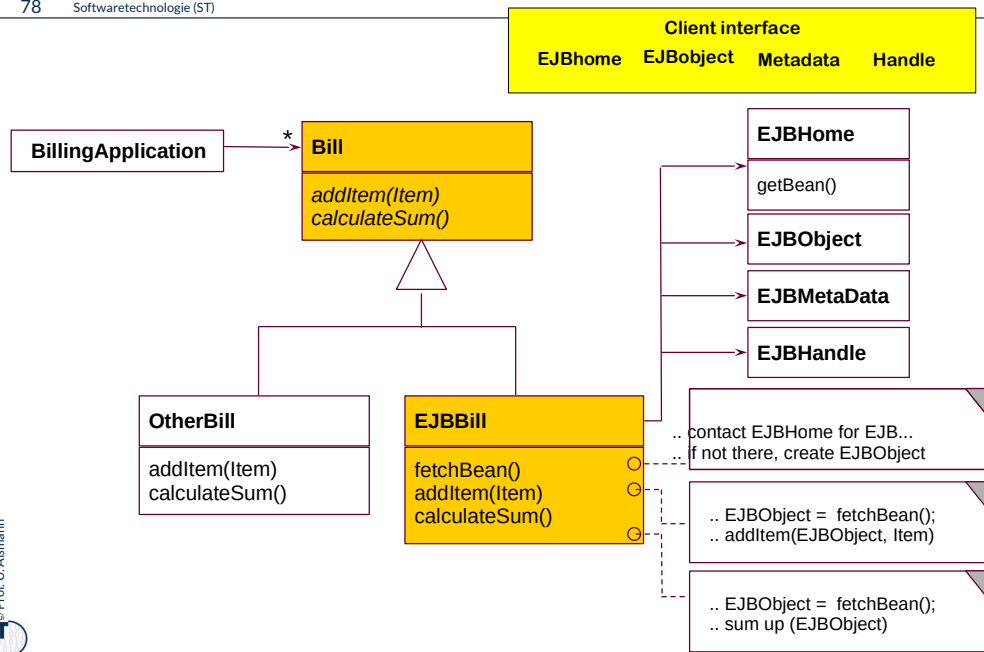 78 Softwaretechnologie (ST)
Client interface
EJBhome EJBobject Metadata Handle
BillingApplication
*
Bill
addItem(Item)
calculateSum()
EJBHome
getBean()
EJBObject
EJBMetaData
EJBHandle
OtherBill
addItem(Item)
calculateSum()
EJBBill
fetchBean()
addItem(Item)
calculateSum()
.. contact EJBHome for EJB...
.. if not there, create EJBObject
.. EJBObject = fetchBean();
.. addItem(EJBObject, Item)
.. EJBObject = fetchBean();
.. sum up (EJBObject)
Prof. U. Aßmann